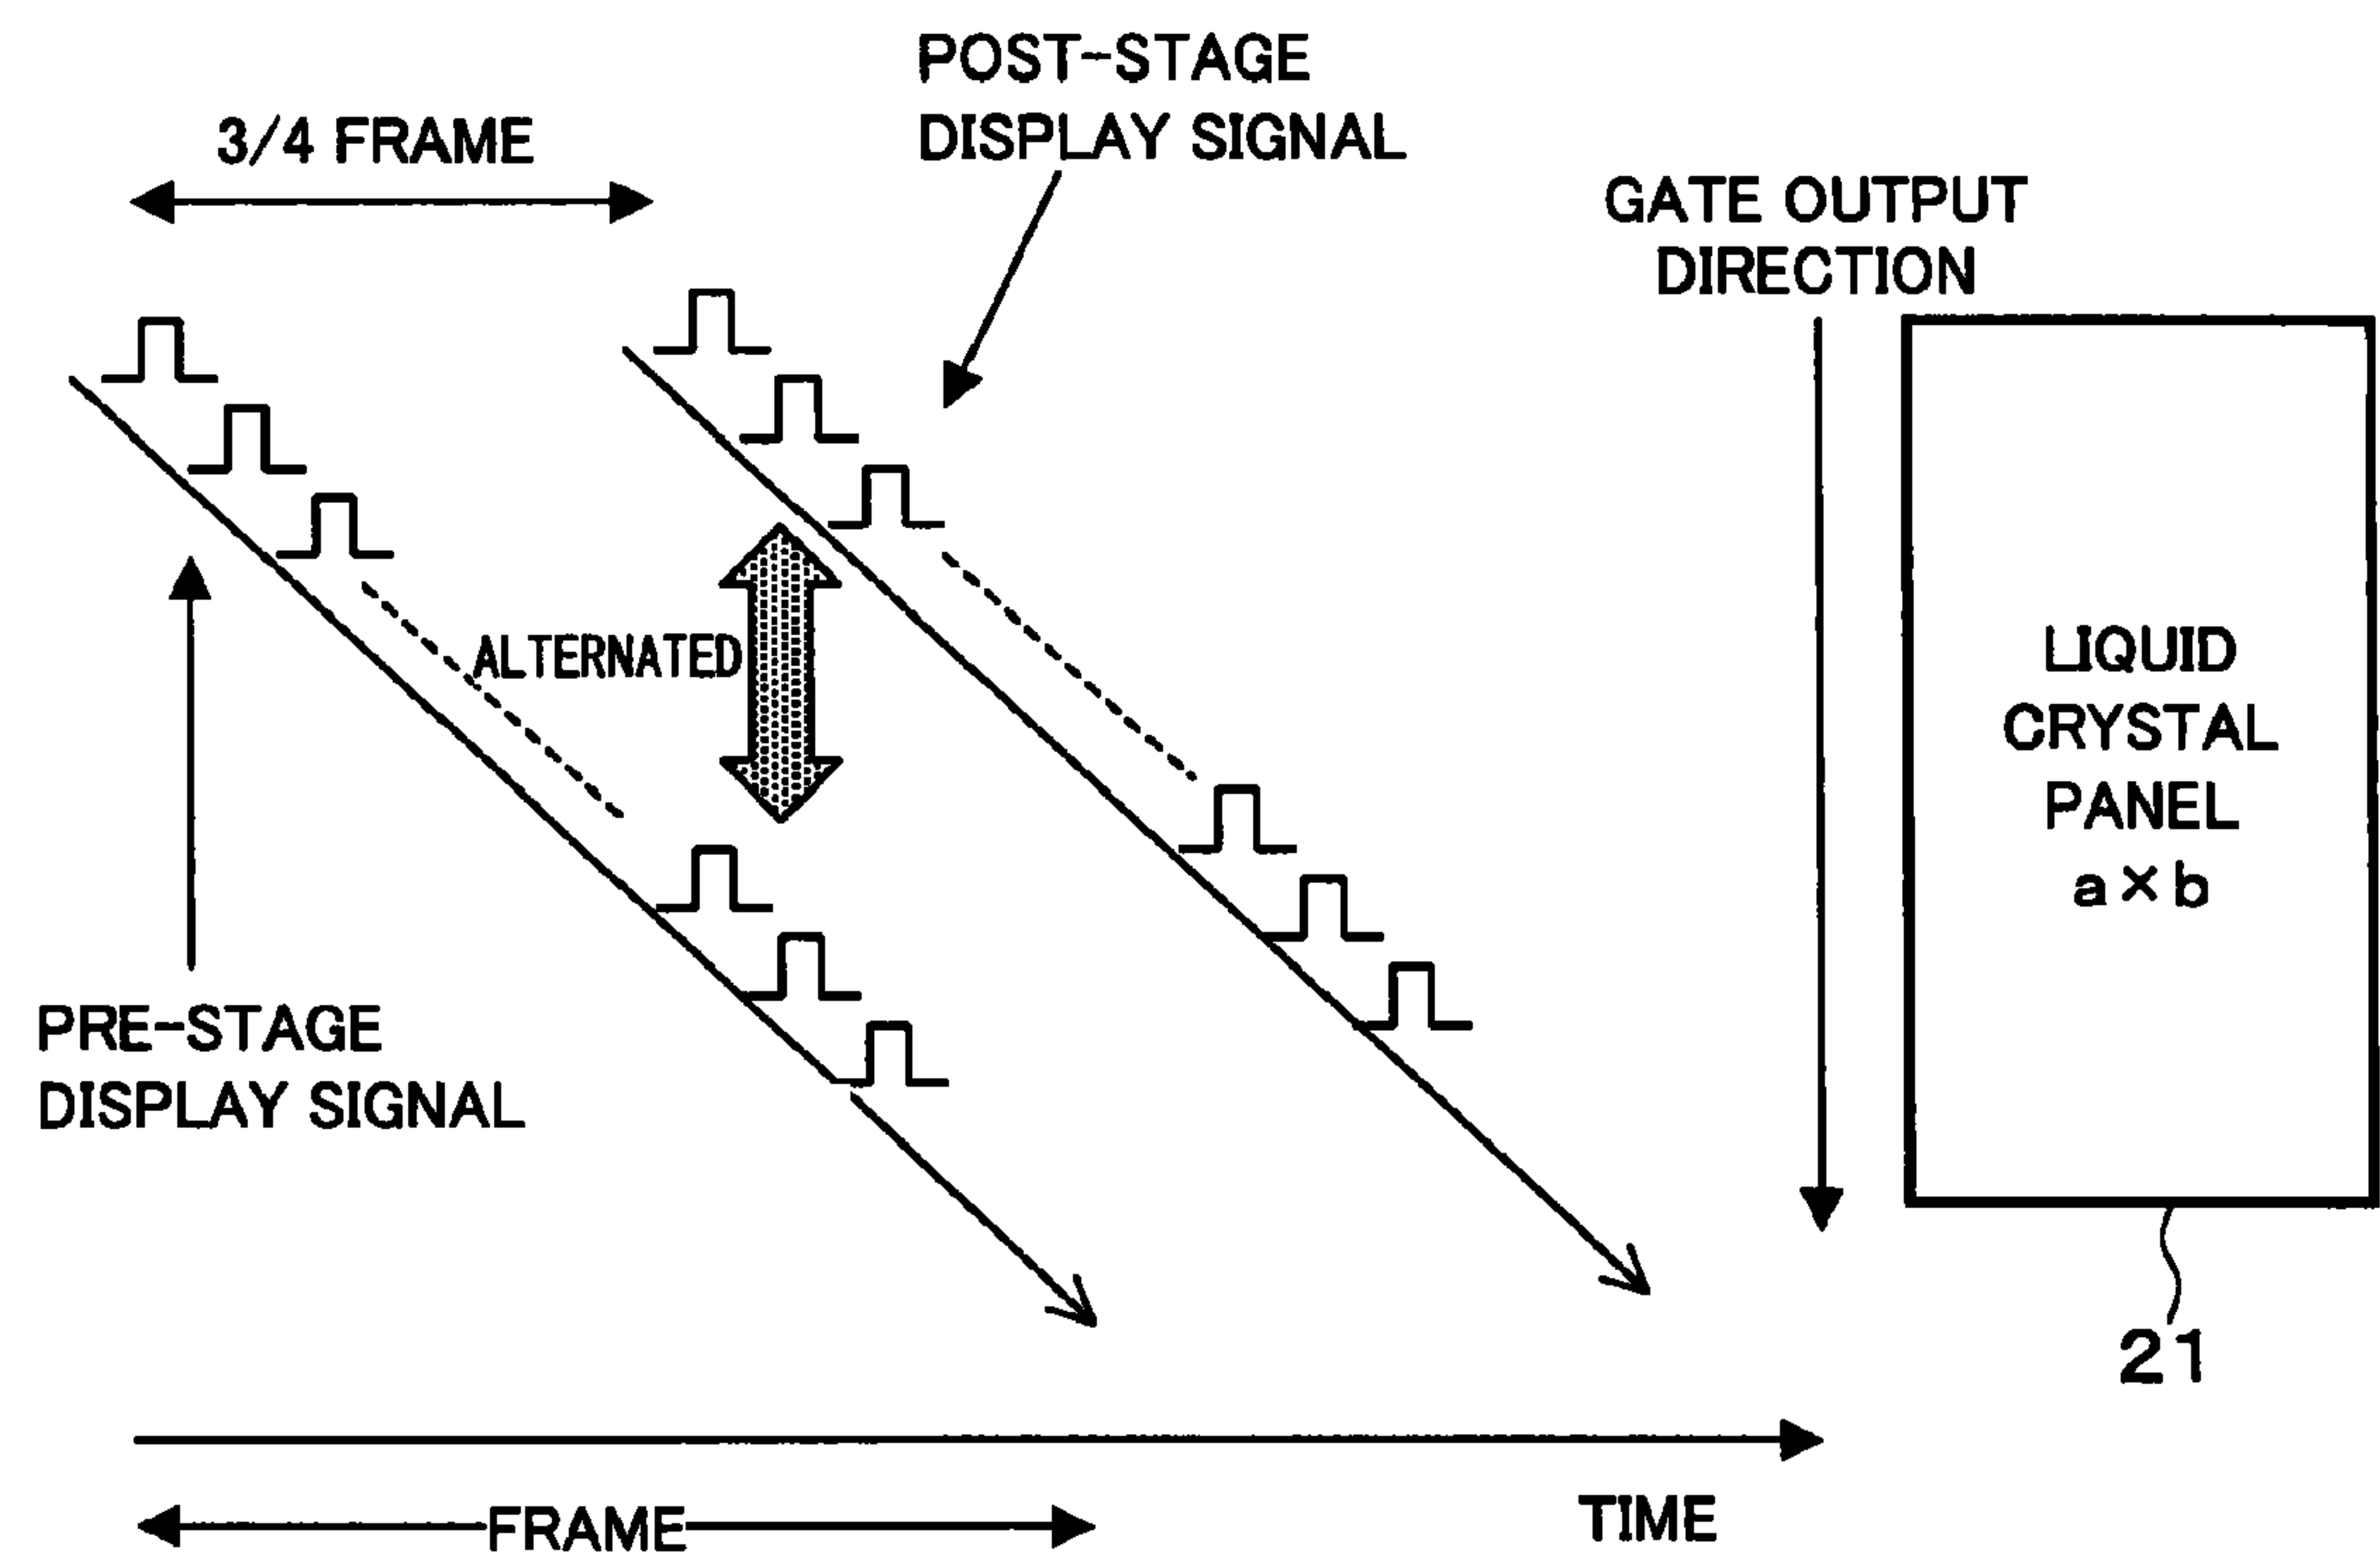 POST-STAGE
DISPLAY SIGNAL
3/4 FRAME
GATE OUTPUT
DIRECTION
ALTERNATED
LIQUID
CRYSTAL
PANEL
a×b
PRE-STAGE
DISPLAY SIGNAL
21
TIME
FRAME